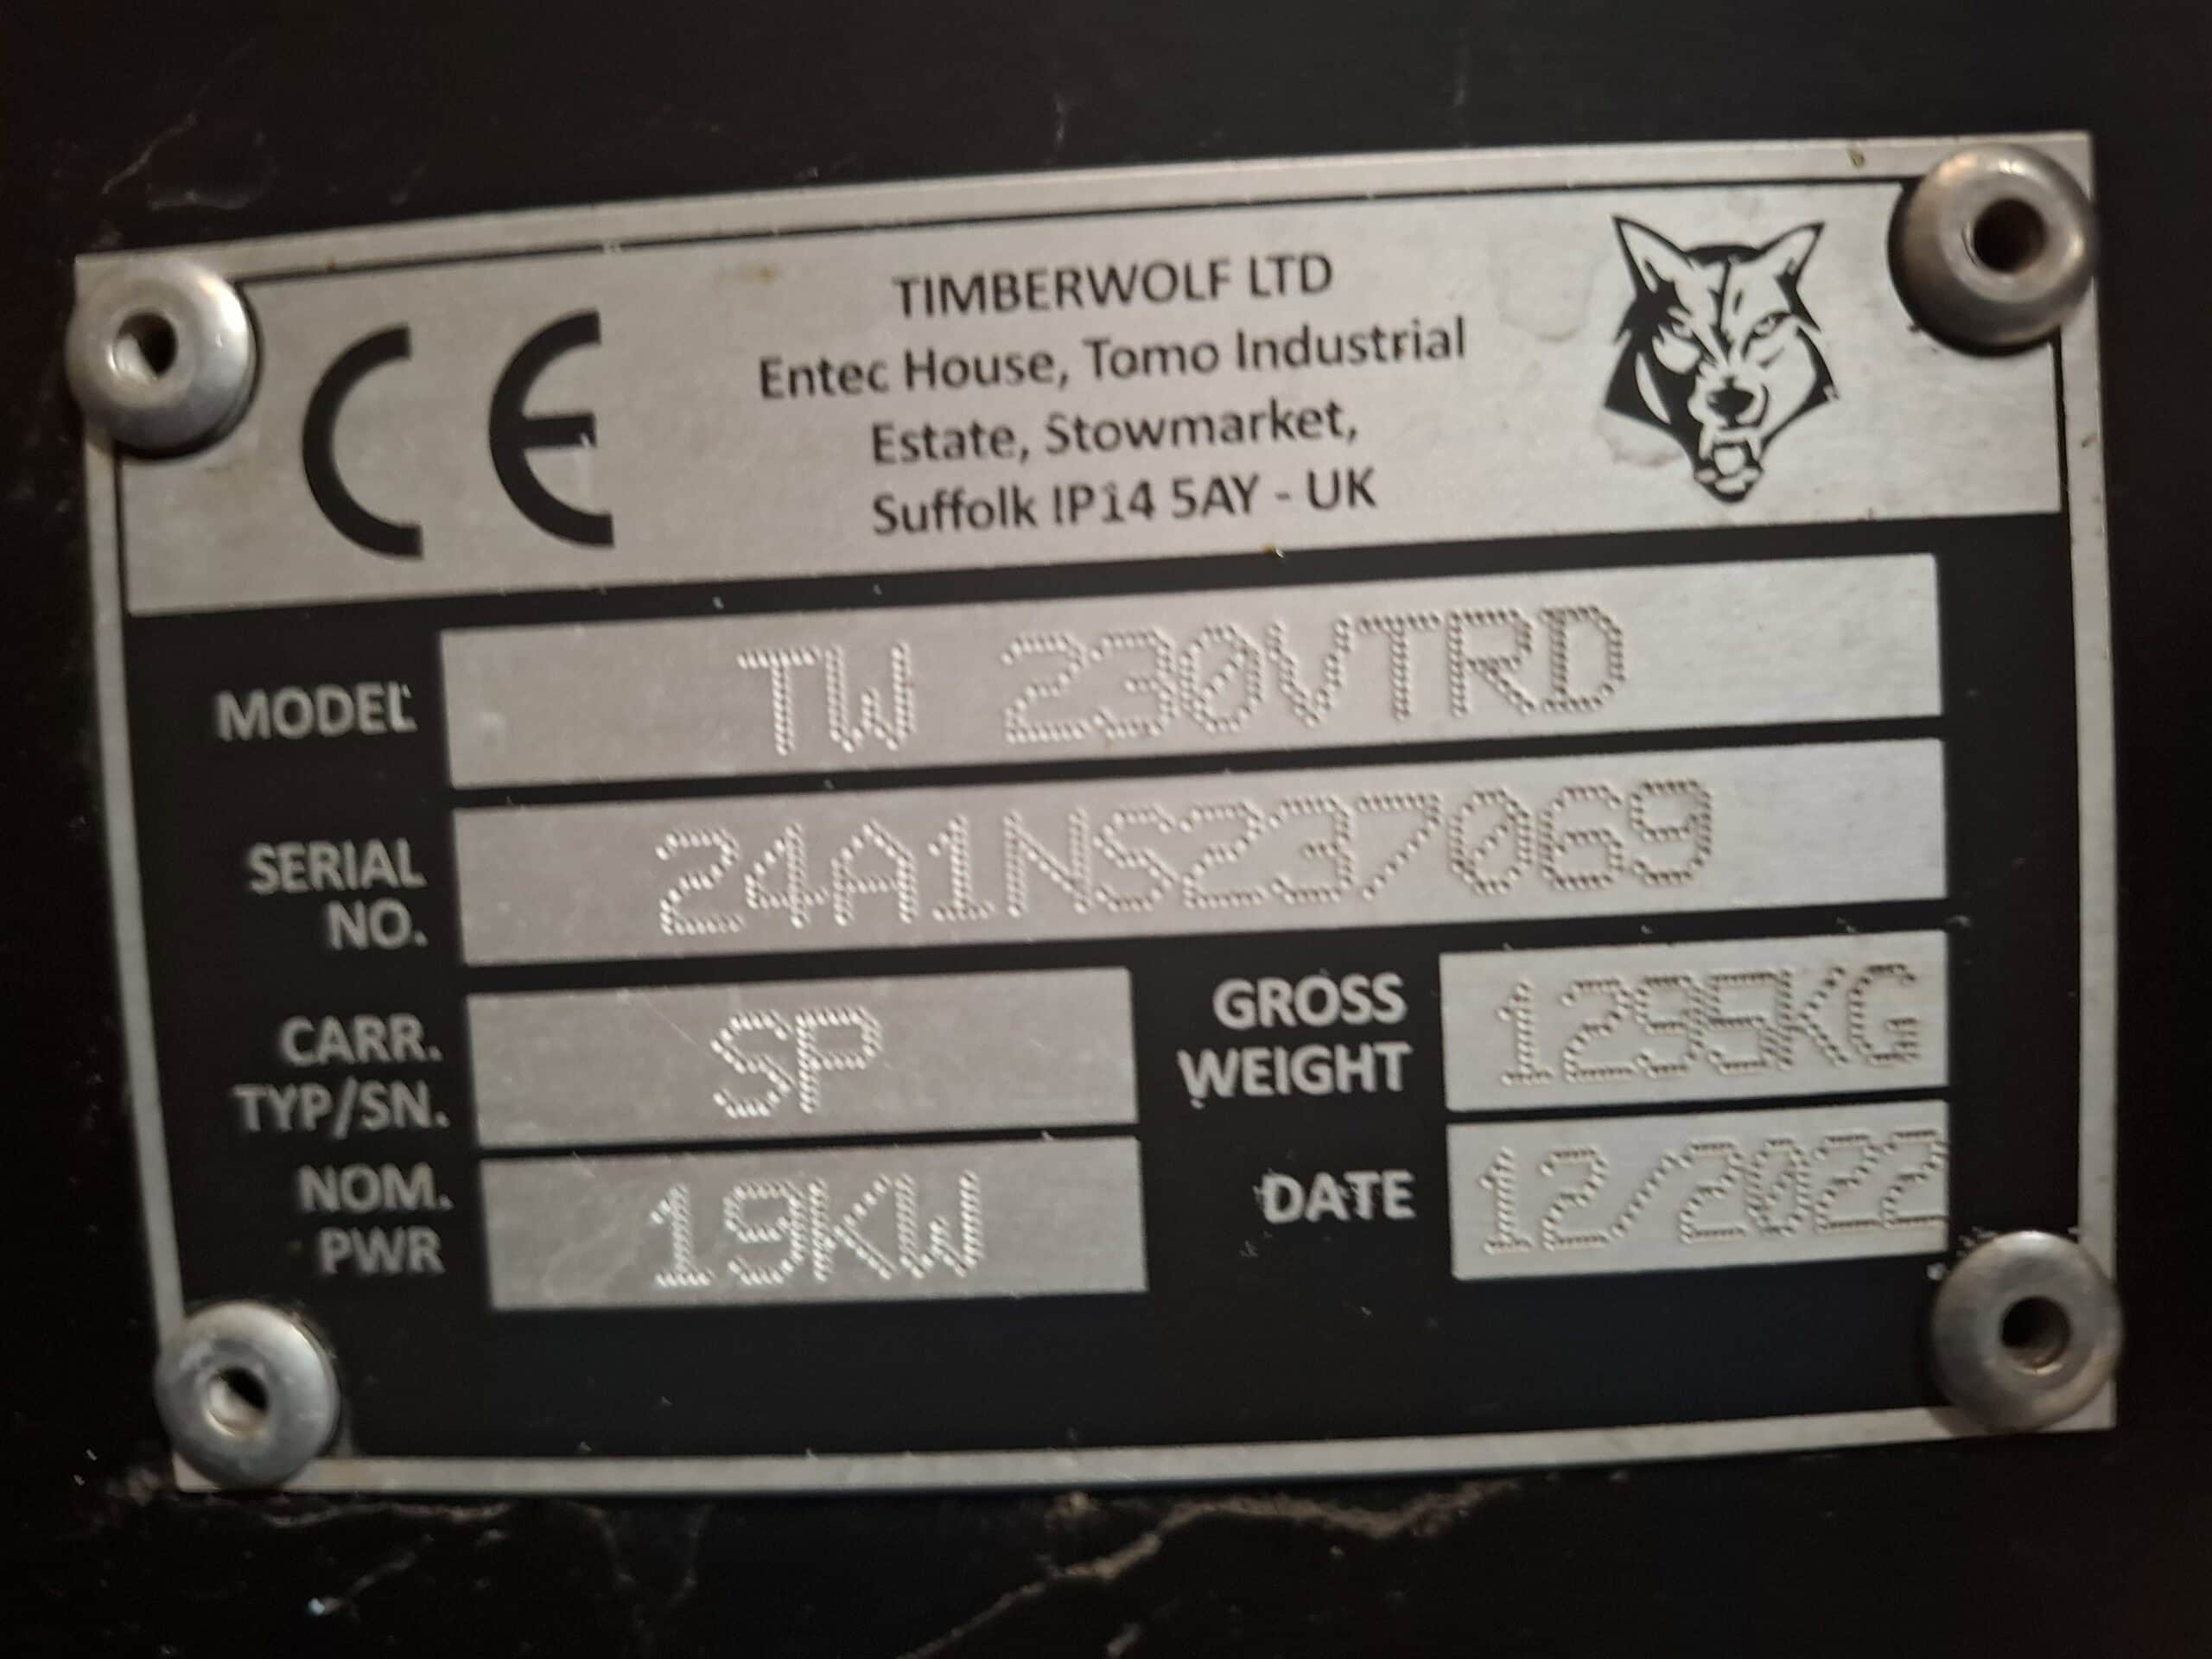 CE
TIMBERWOLF LTD
Entec House, Tomo Industrial
Estate, Stowmarket,
Suffolk IP14 5AY - UK
MODEL TW 230VTRD
SERIAL NO. 24A1NS237069
CARR. TYP/SN. SP
GROSS WEIGHT 1295KG
NOM. PWR 19KW
DATE 12/2022